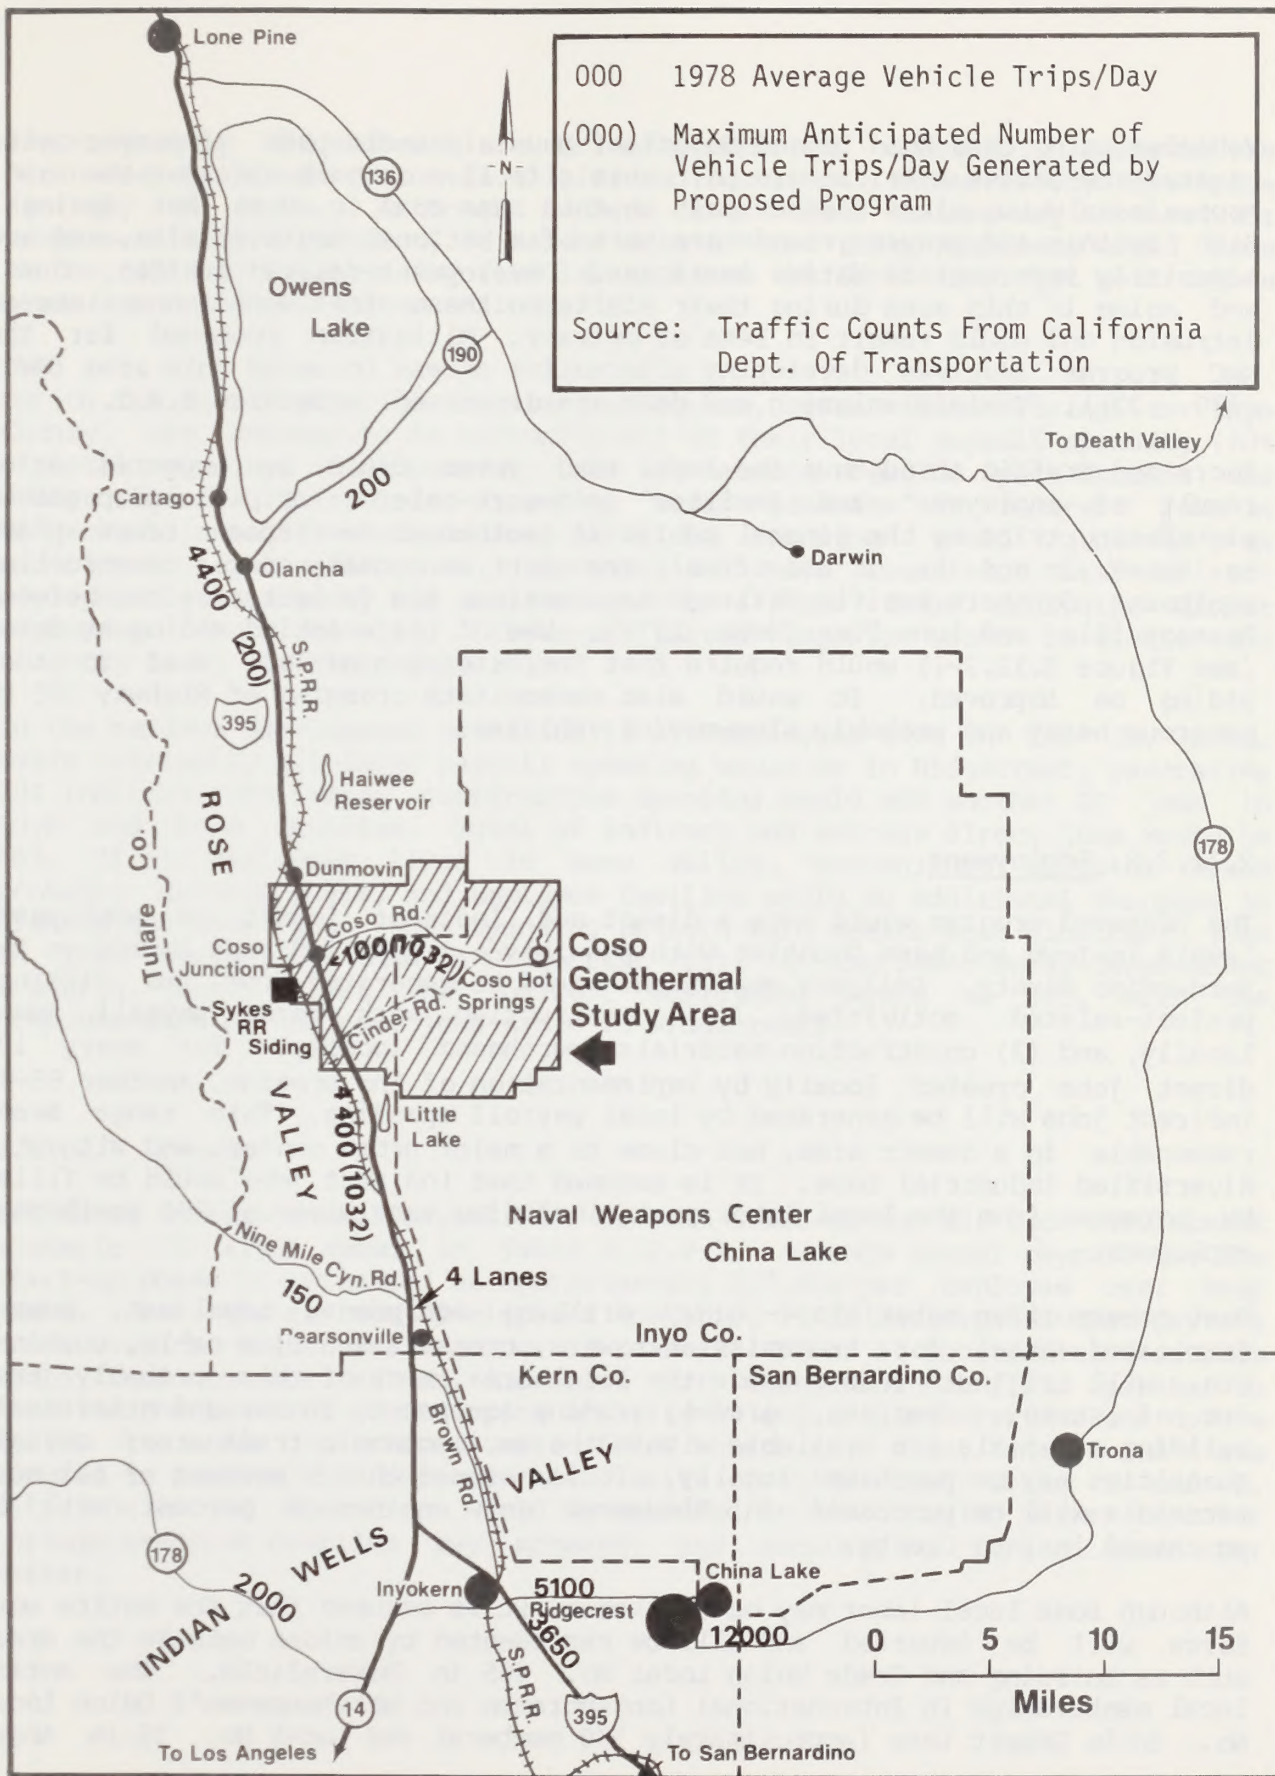 Lone Pine
000 1978 Average Vehicle Trips/Day
(000) Maximum Anticipated Number of
Vehicle Trips/Day Generated by
Proposed Program
Source: Traffic Counts From California
Dept. Of Transportation
-N-
136
Owens
Lake
190
To Death Valley
200
Cartago
Darwin
4400
Olancha
(200)
S.P.R.R.
395
Haiwee
Reservoir
ROSE
178
Tulare Co.
Dunmovin
Coso Rd.
Coso
Junction
<100(1032)
Coso Hot
Springs
Coso
Geothermal
Study Area
Cinder Rd.
Sykes
RR
Siding
Little
Lake
VALLEY
4400 (1032)
Naval Weapons Center
China Lake
Nine Mile Cyn. Rd.
150
4 Lanes
Pearsonville
Inyo Co.
Kern Co.
San Bernardino Co.
Brown Rd.
VALLEY
Trona
178
WELLS
INDIAN
2000
Inyokern
5100
China Lake
Ridgecrest
3650
12000
0 5 10 15
Miles
S.P.R.R.
14
395
To Los Angeles
To San Bernardino